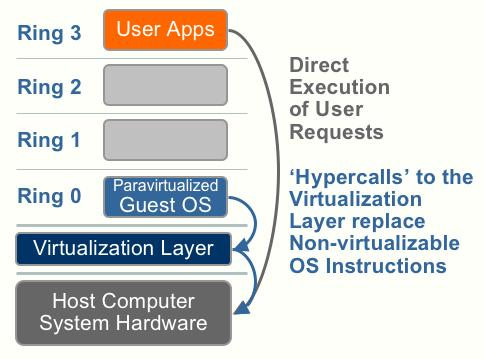 Ring 3
User Apps
Ring 2
Ring 1
Ring 0
Paravirtualized
Guest OS
Virtualization Layer
Host Computer
System Hardware
Direct
Execution
of User
Requests
‘Hypercalls’ to the
Virtualization
Layer replace
Non-virtualizable
OS Instructions